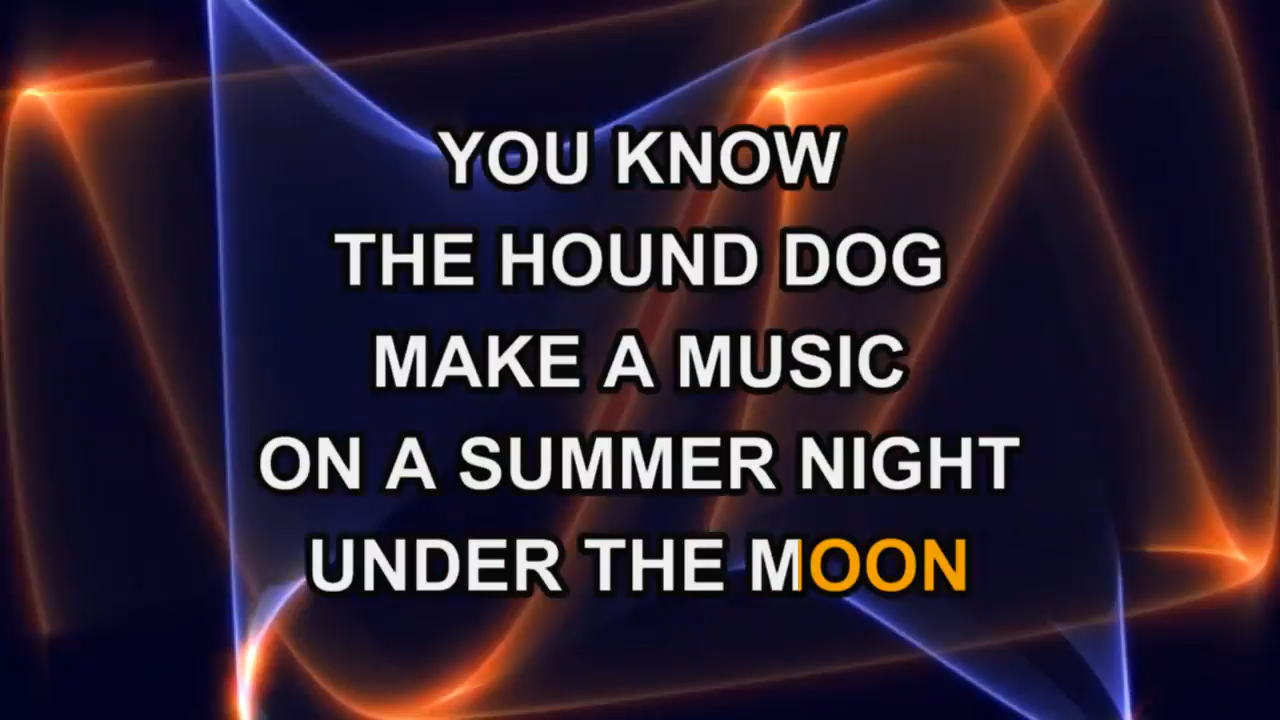 YOU KNOW
THE HOUND DOG
MAKE A MUSIC
ON A SUMMER NIGHT
UNDER THE MOON